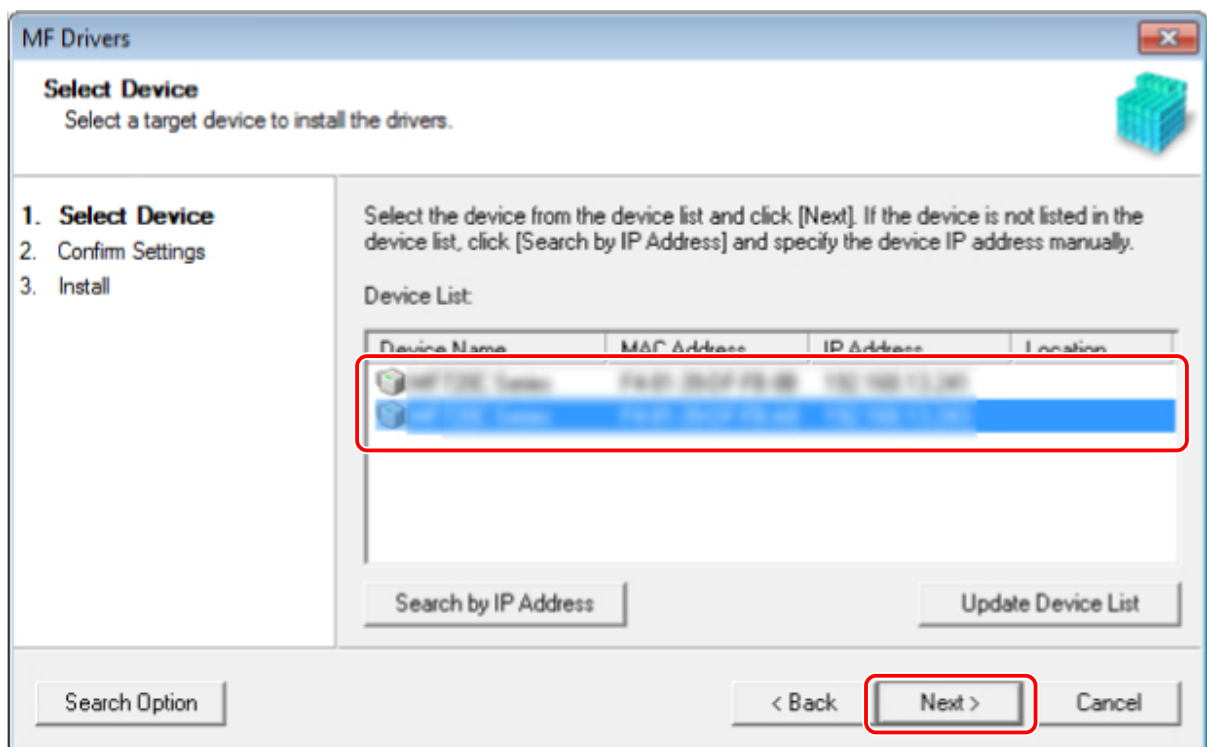 MF Drivers
Select Device
Select a target device to install the drivers.
1. Select Device
2. Confirm Settings
3. Install
Select the device from the device list and click [Next]. If the device is not listed in the
device list, click [Search by IP Address] and specify the device IP address manually.
Device List:
Device Name MAC Address IP Address Location
Series
Series
Search by IP Address Update Device List
Search Option < Back Next > Cancel